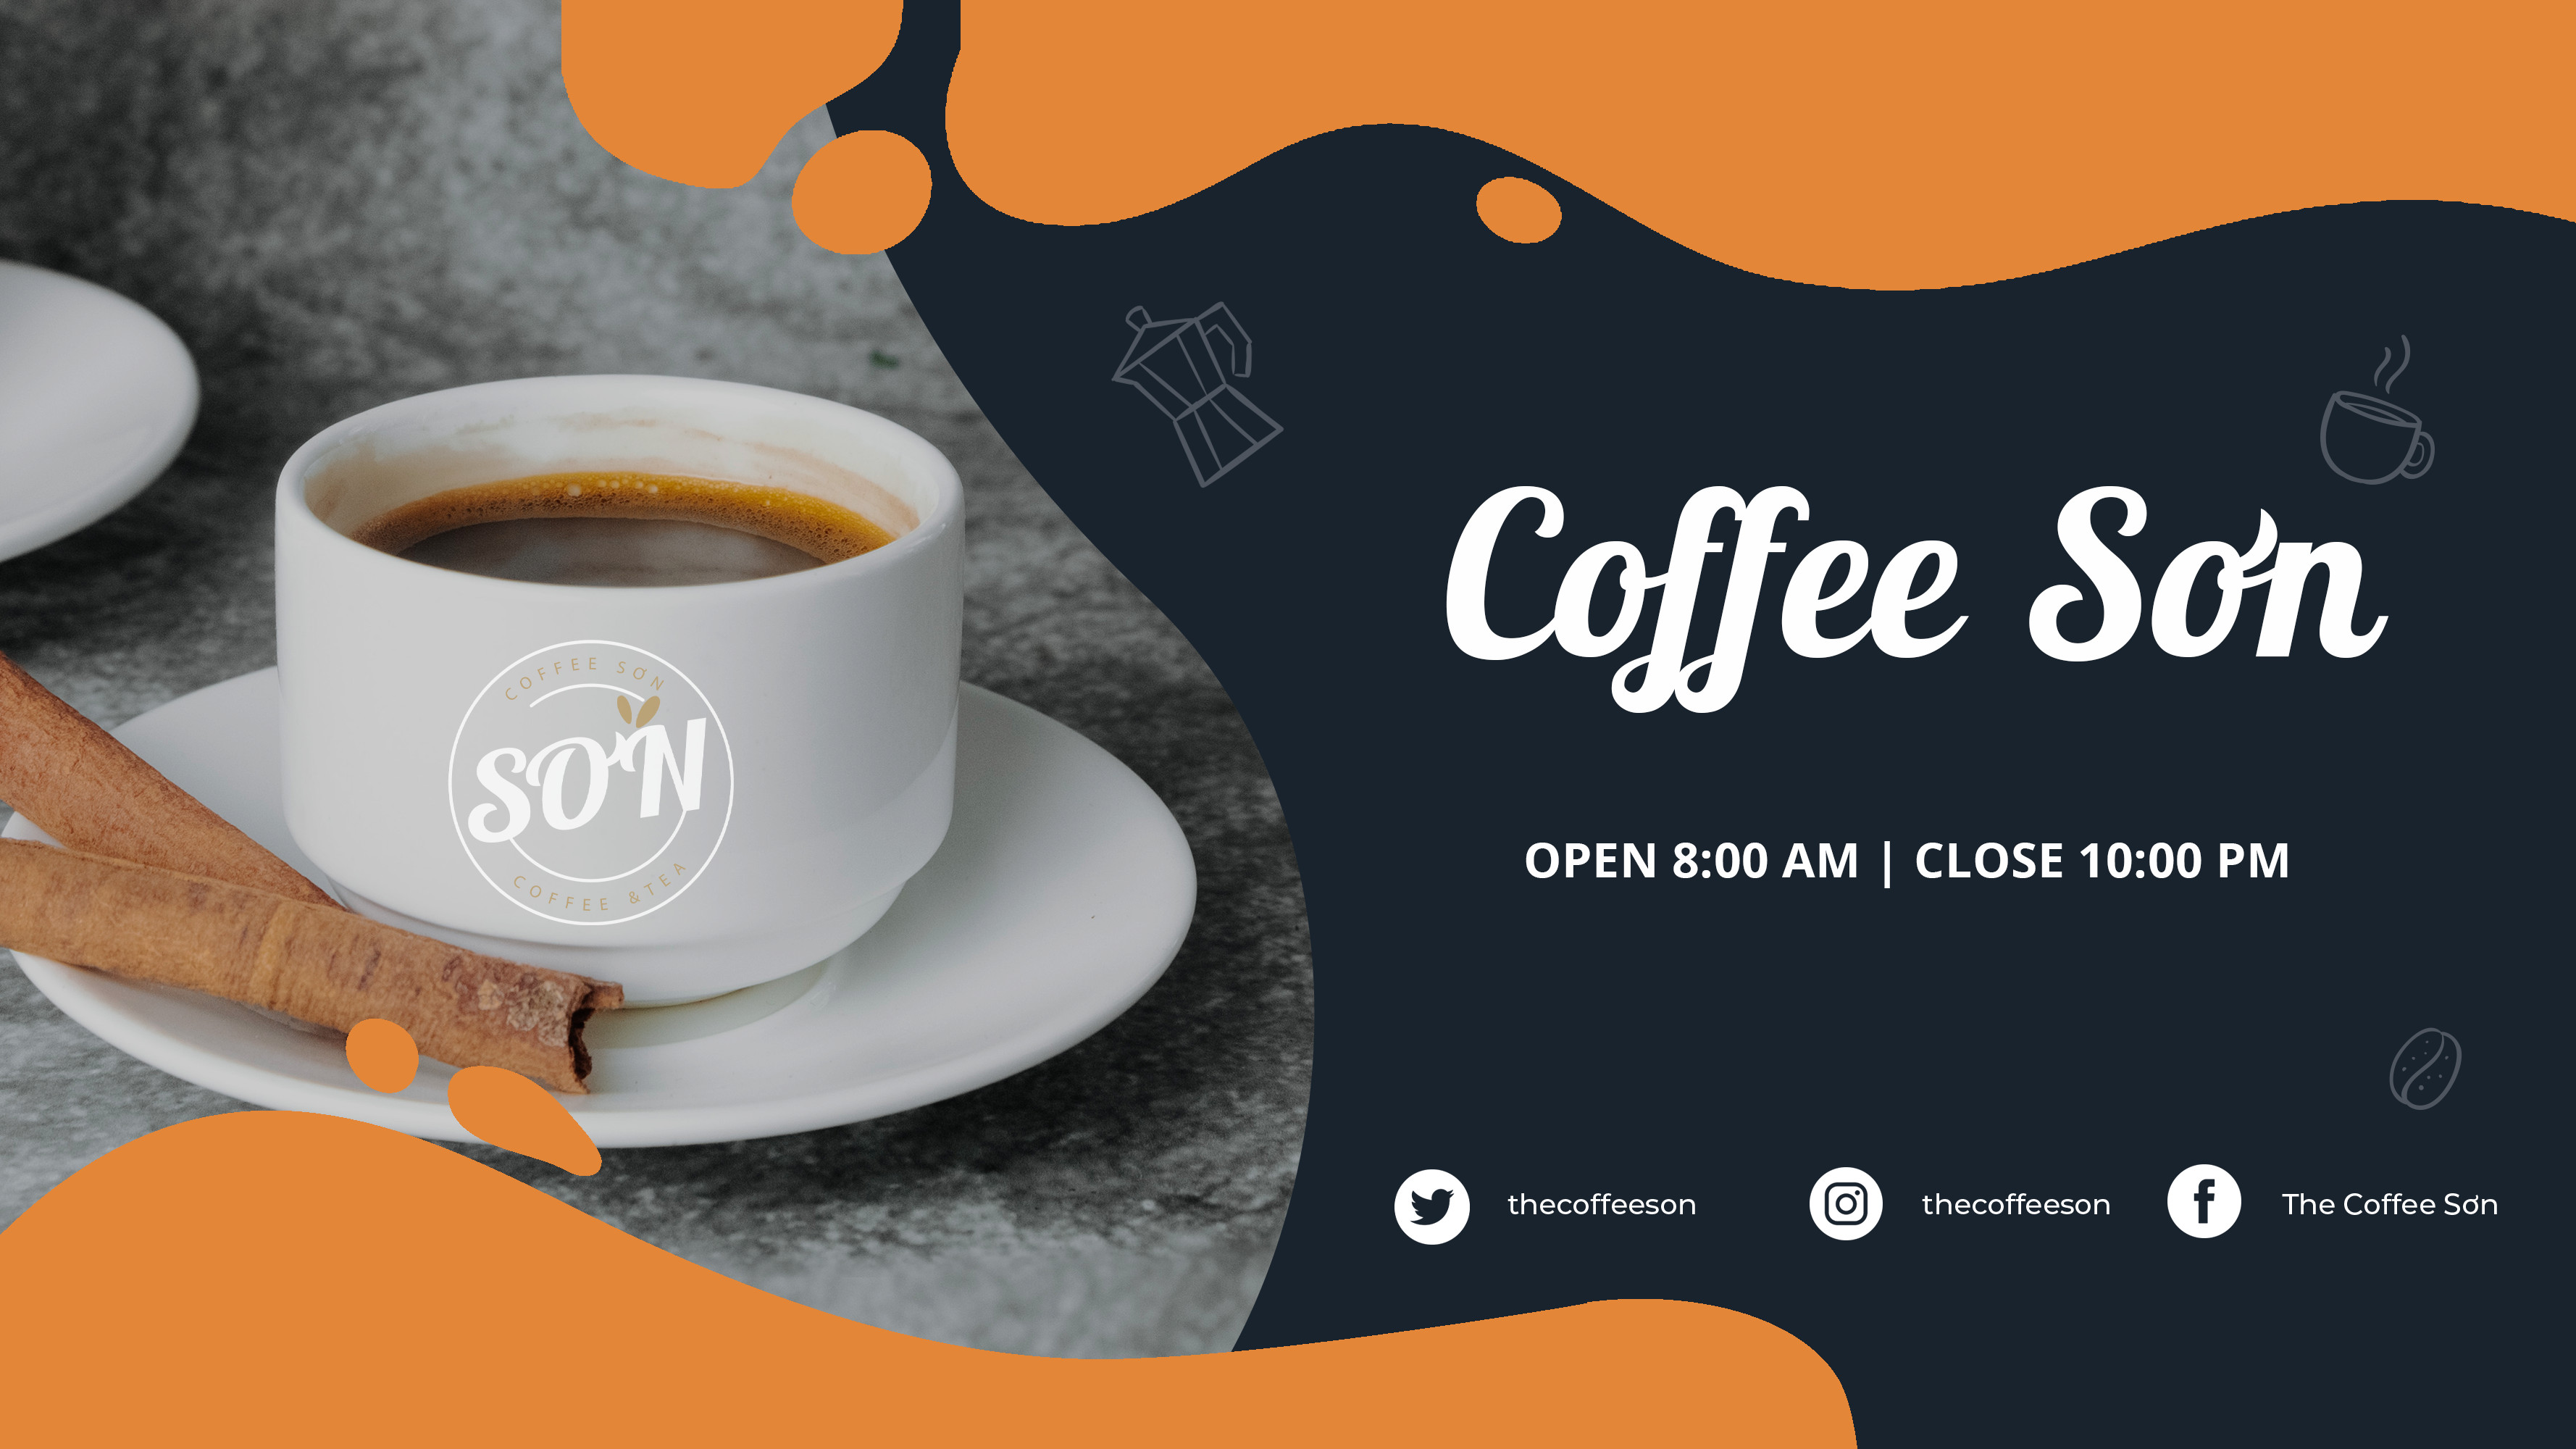 COFFEE SƠN
SƠN
COFFEE &TEA
Coffee Sơn
OPEN 8:00 AM | CLOSE 10:00 PM
thecoffeeson
thecoffeeson
The Coffee Sơn